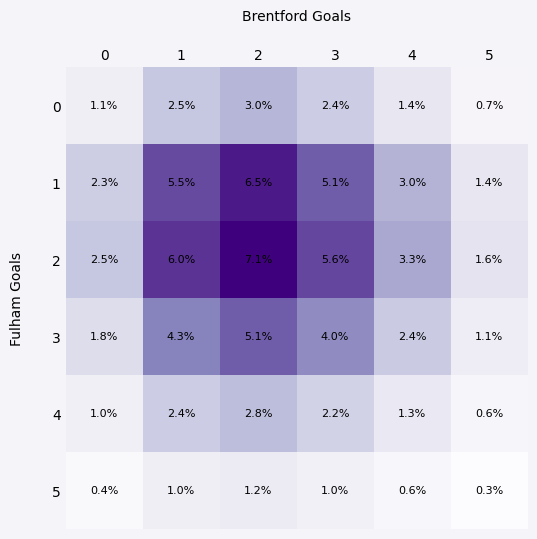 Brentford Goals
0 1 2 3 4 5
0 1.1% 2.5% 3.0% 2.4% 1.4% 0.7%
1 2.3% 5.5% 6.5% 5.1% 3.0% 1.4%
2 2.5% 6.0% 7.1% 5.6% 3.3% 1.6%
3 1.8% 4.3% 5.1% 4.0% 2.4% 1.1%
4 1.0% 2.4% 2.8% 2.2% 1.3% 0.6%
5 0.4% 1.0% 1.2% 1.0% 0.6% 0.3%
Fulham Goals